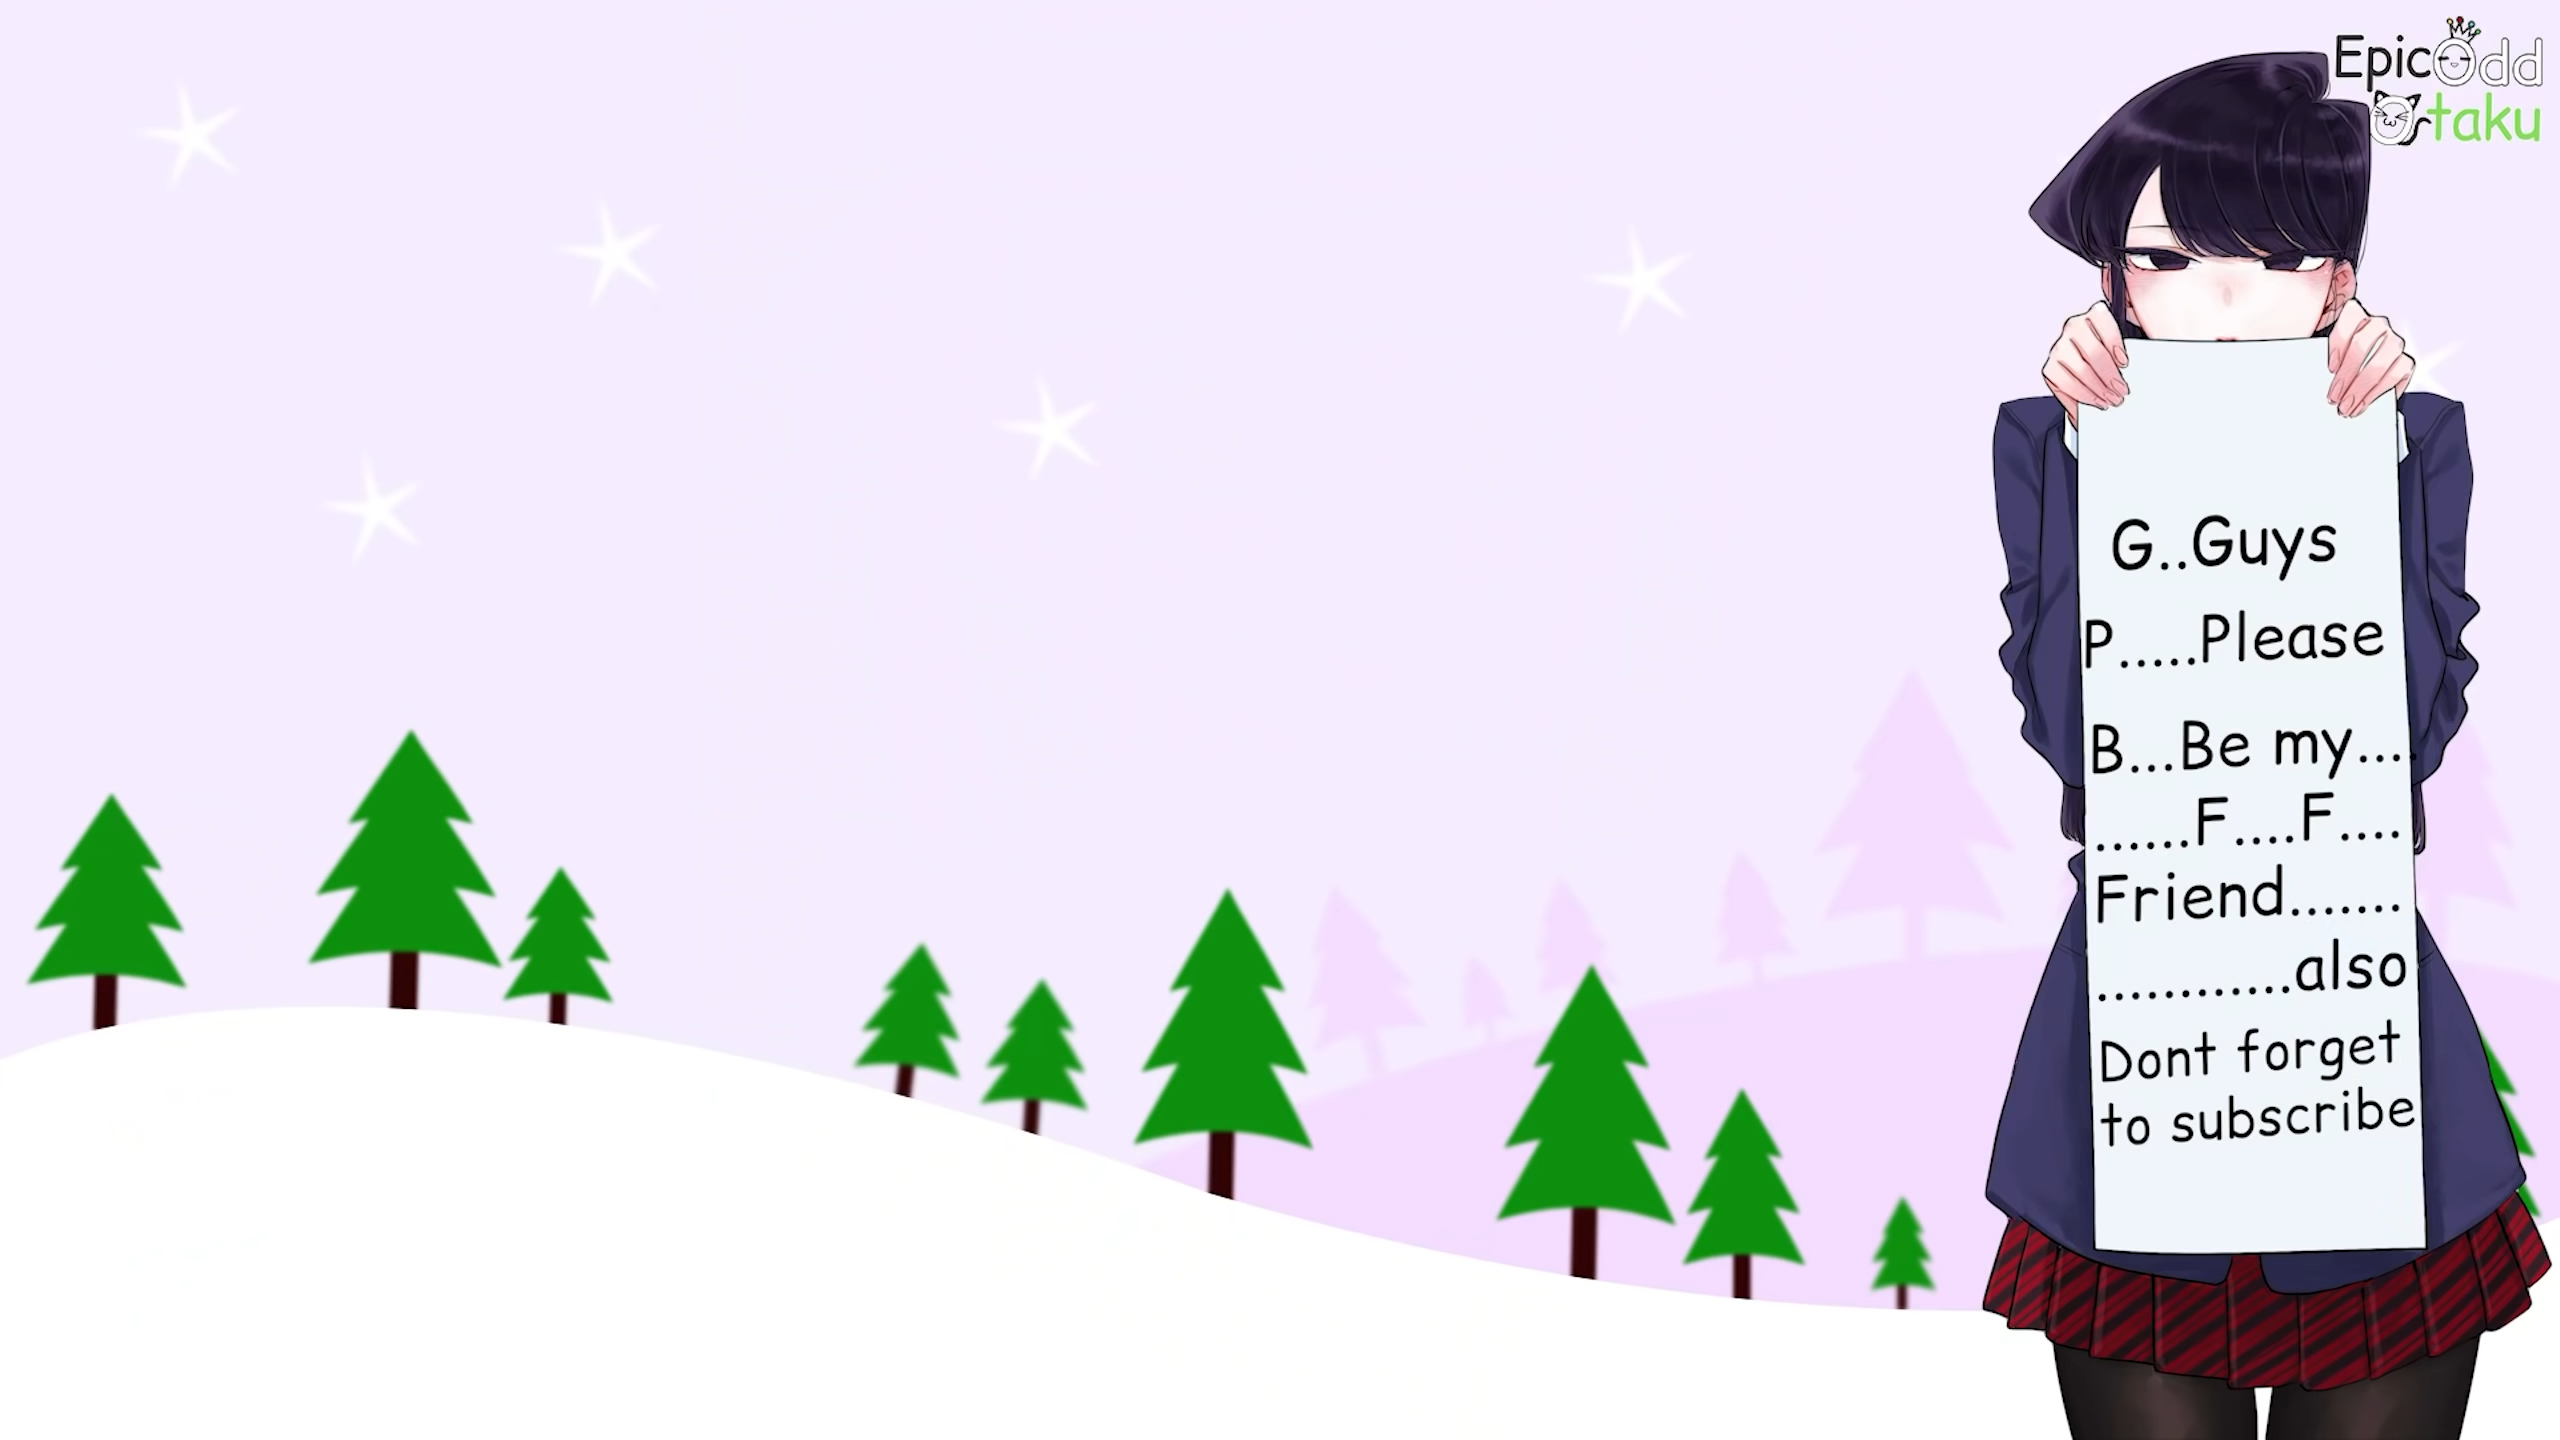 EpicOdd
Otaku
G..Guys
P.....Please
B...Be my....
......F....F....
Friend.......
............also
Dont forget
to subscribe